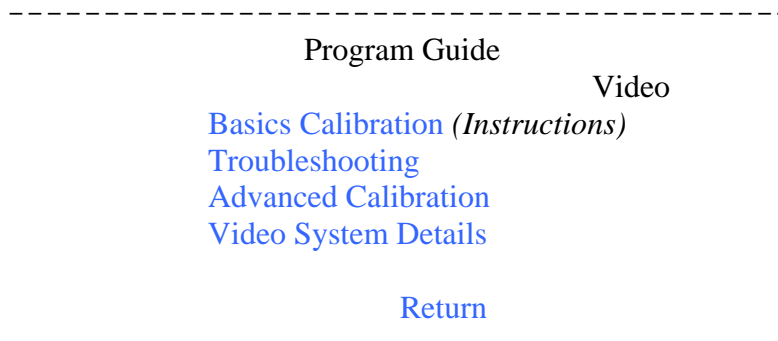 Program Guide
Video
Basics Calibration (Instructions)
Troubleshooting
Advanced Calibration
Video System Details
Return